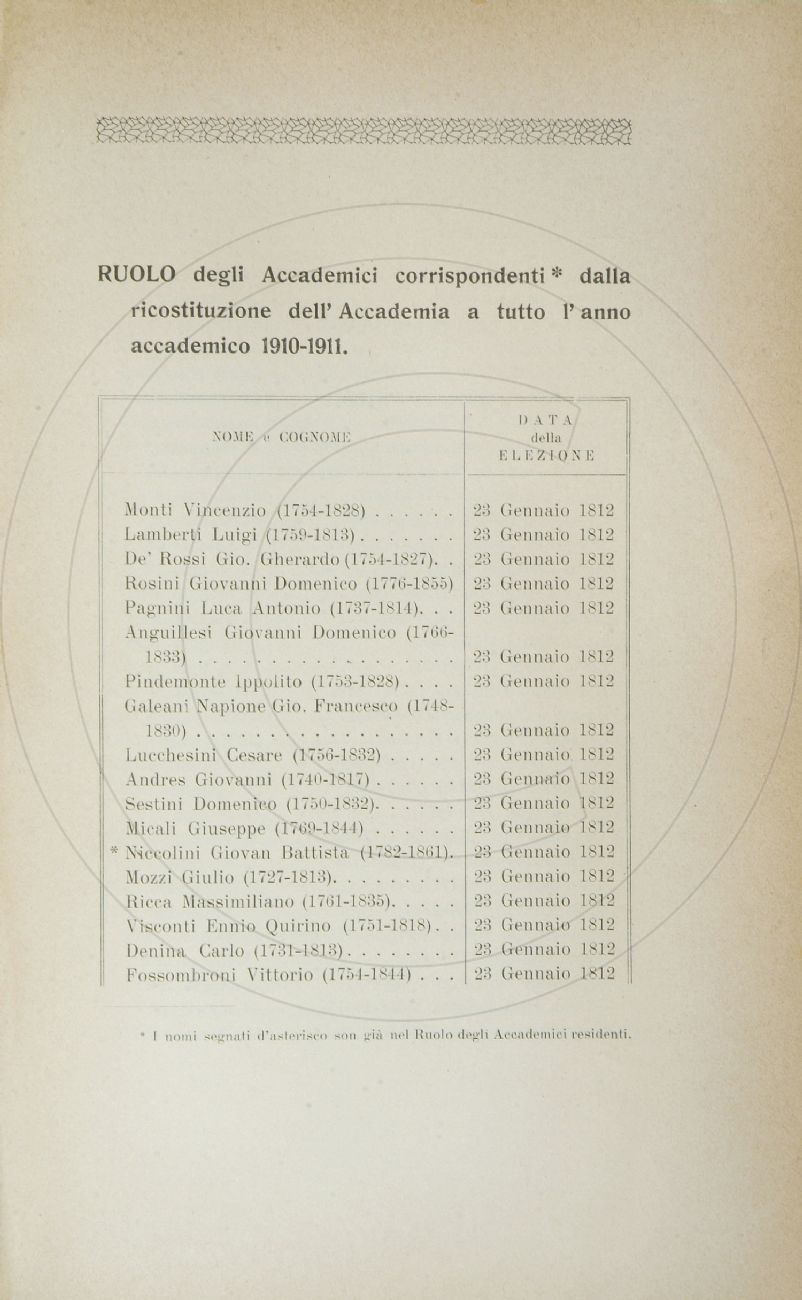 RUOLO degli Accademici corrispondenti * dalla
ricostituzione dell' Accademia a tutto l' anno
accademico 1910-1911.
NOME e COGNOME
DATA
della
ELEZIONE
Monti Vincenzio (1754-1828) . . . . . . 23 Gennaio 1812
Lamberti Luigi (1759-1813) . . . . . . . 23 Gennaio 1812
De' Rossi Gio. Gherardo (1754-1827). . 23 Gennaio 1812
Rosini Giovanni Domenico (1776-1855) 23 Gennaio 1812
Pagnini Luca Antonio (1737-1814). . . 23 Gennaio 1812
Anguillesi Giovanni Domenico (1766-
1833) . . . . . . . . . . . . . . . . . . 23 Gennaio 1812
Pindemonte Ippolito (1753-1828) . . . . 23 Gennaio 1812
Galeani Napione Gio. Francesco (1748-
1830) . . . . . . . . . . . . . . . . . . 23 Gennaio 1812
Lucchesini Cesare (1756-1832) . . . . . 23 Gennaio 1812
Andres Giovanni (1740-1817) . . . . . . 23 Gennaio 1812
Sestini Domenico (1750-1832). . . . . . 23 Gennaio 1812
Micali Giuseppe (1769-1844) . . . . . . 23 Gennaio 1812
* Niccolini Giovan Battista (1782-1861). 23 Gennaio 1812
Mozzi Giulio (1727-1813). . . . . . . . . 23 Gennaio 1812
Ricca Massimiliano (1761-1835). . . . . 23 Gennaio 1812
Visconti Ennio Quirino (1751-1818). . 23 Gennaio 1812
Denina Carlo (1731-1813). . . . . . . . 23 Gennaio 1812
Fossombroni Vittorio (1754-1844) . . . 23 Gennaio 1812
* I nomi segnati d'asterisco son già nel Ruolo degli Accademici residenti.